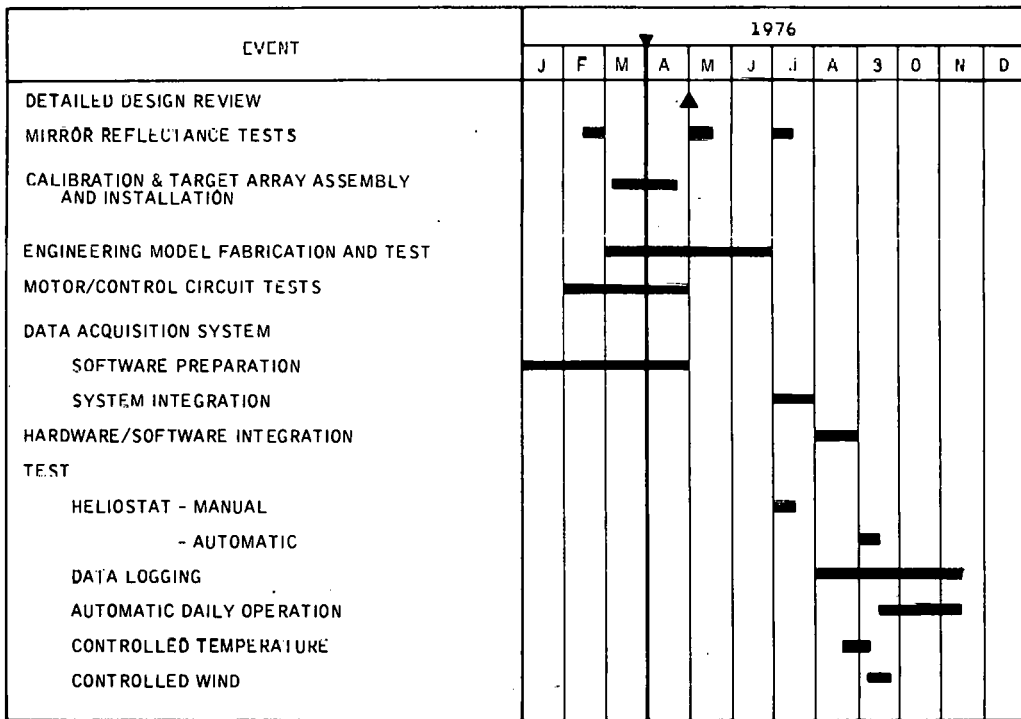 1976
EVENT
J F M A M J J A S O N D
DETAILED DESIGN REVIEW
MIRROR REFLECTANCE TESTS
CALIBRATION & TARGET ARRAY ASSEMBLY
AND INSTALLATION
ENGINEERING MODEL FABRICATION AND TEST
MOTOR/CONTROL CIRCUIT TESTS
DATA ACQUISITION SYSTEM
SOFTWARE PREPARATION
SYSTEM INTEGRATION
HARDWARE/SOFTWARE INTEGRATION
TEST
HELIOSTAT - MANUAL
- AUTOMATIC
DATA LOGGING
AUTOMATIC DAILY OPERATION
CONTROLLED TEMPERATURE
CONTROLLED WIND